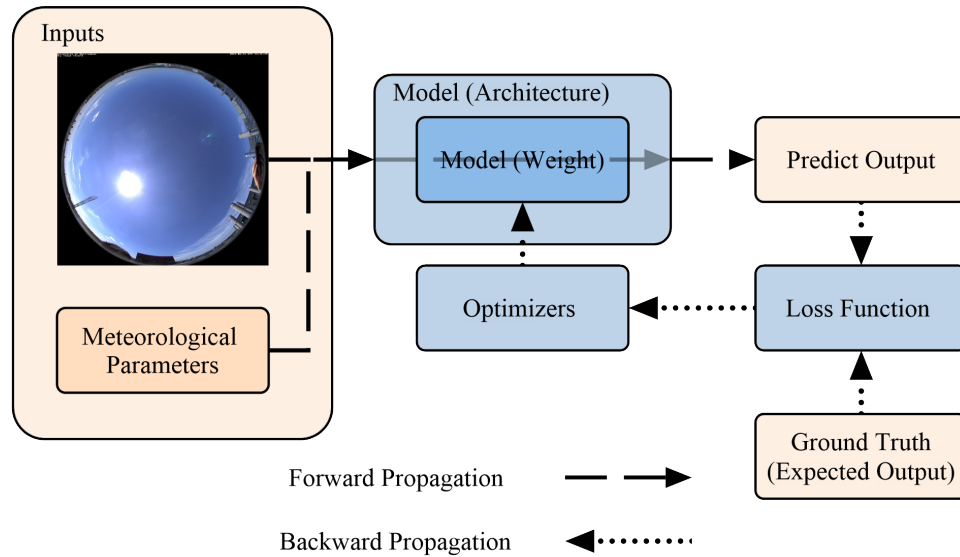 Inputs
Model (Architecture)
Model (Weight)
Predict Output
Meteorological
Parameters
Optimizers
Loss Function
Ground Truth
(Expected Output)
Forward Propagation
Backward Propagation